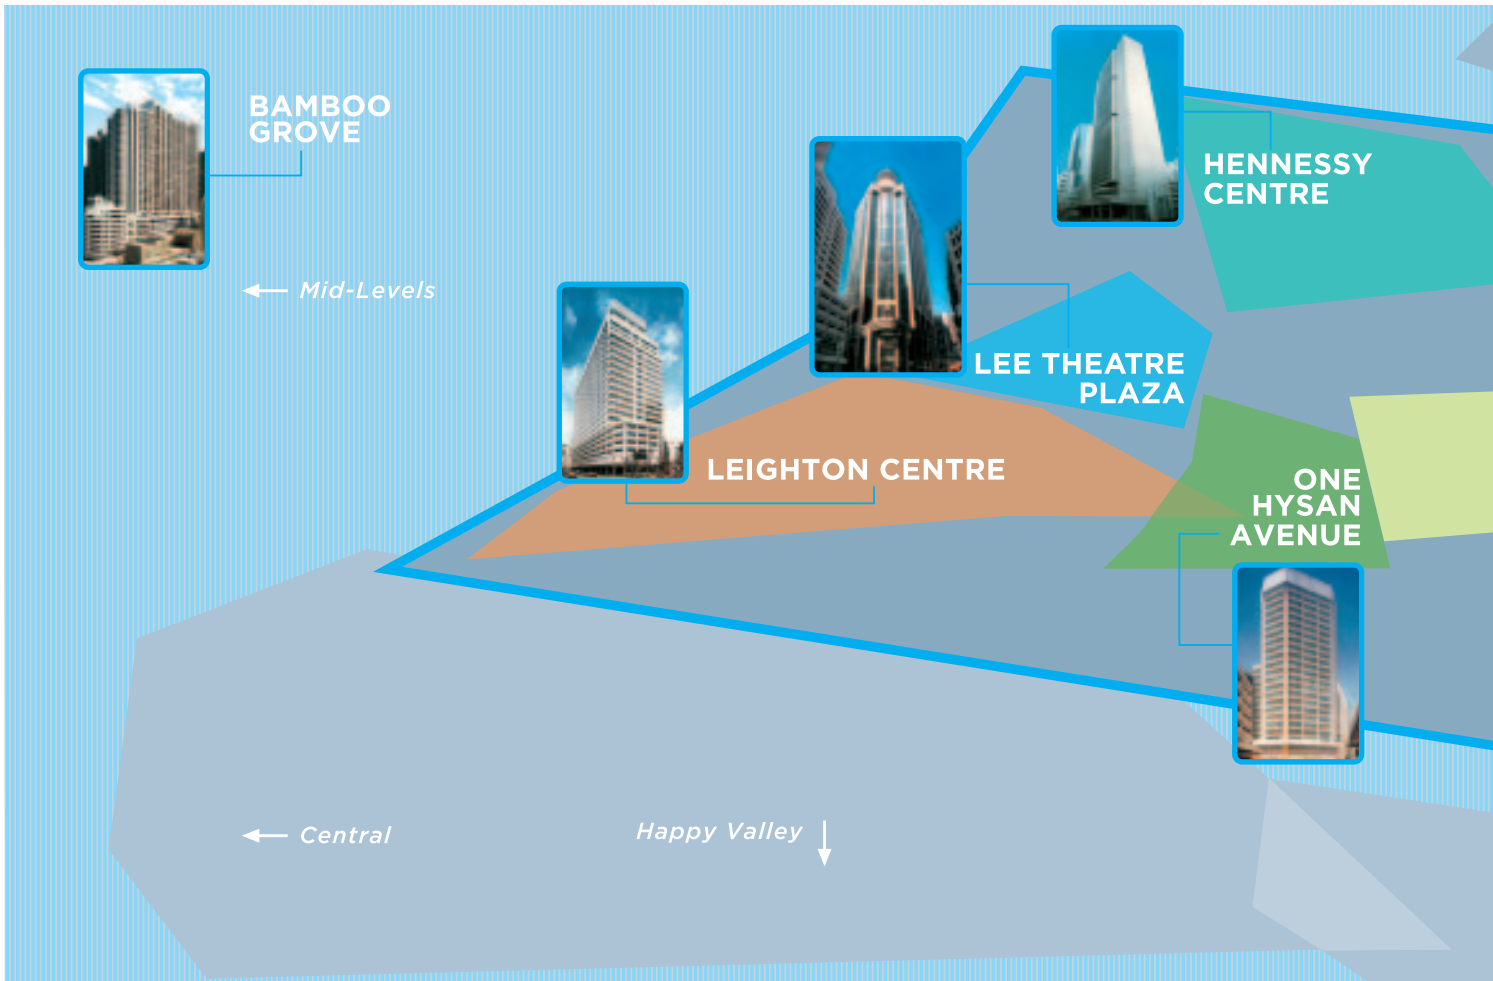 BAMBOO
GROVE
HENNESSY
CENTRE
Mid-Levels
LEE THEATRE
PLAZA
LEIGHTON CENTRE
ONE
HYSAN
AVENUE
Central
Happy Valley